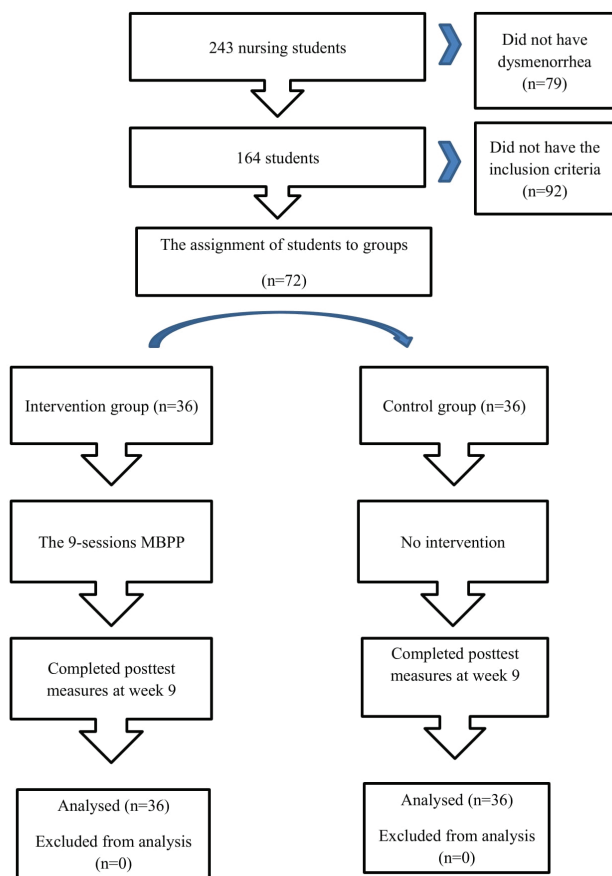 243 nursing students
Did not have
dysmenorrhea
(n=79)
164 students
Did not have the
inclusion criteria
(n=92)
The assignment of students to groups
(n=72)
Intervention group (n=36)
Control group (n=36)
The 9-sessions MBPP
No intervention
Completed posttest
measures at week 9
Completed posttest
measures at week 9
Analysed (n=36)
Excluded from analysis
(n=0)
Analysed (n=36)
Excluded from analysis
(n=0)